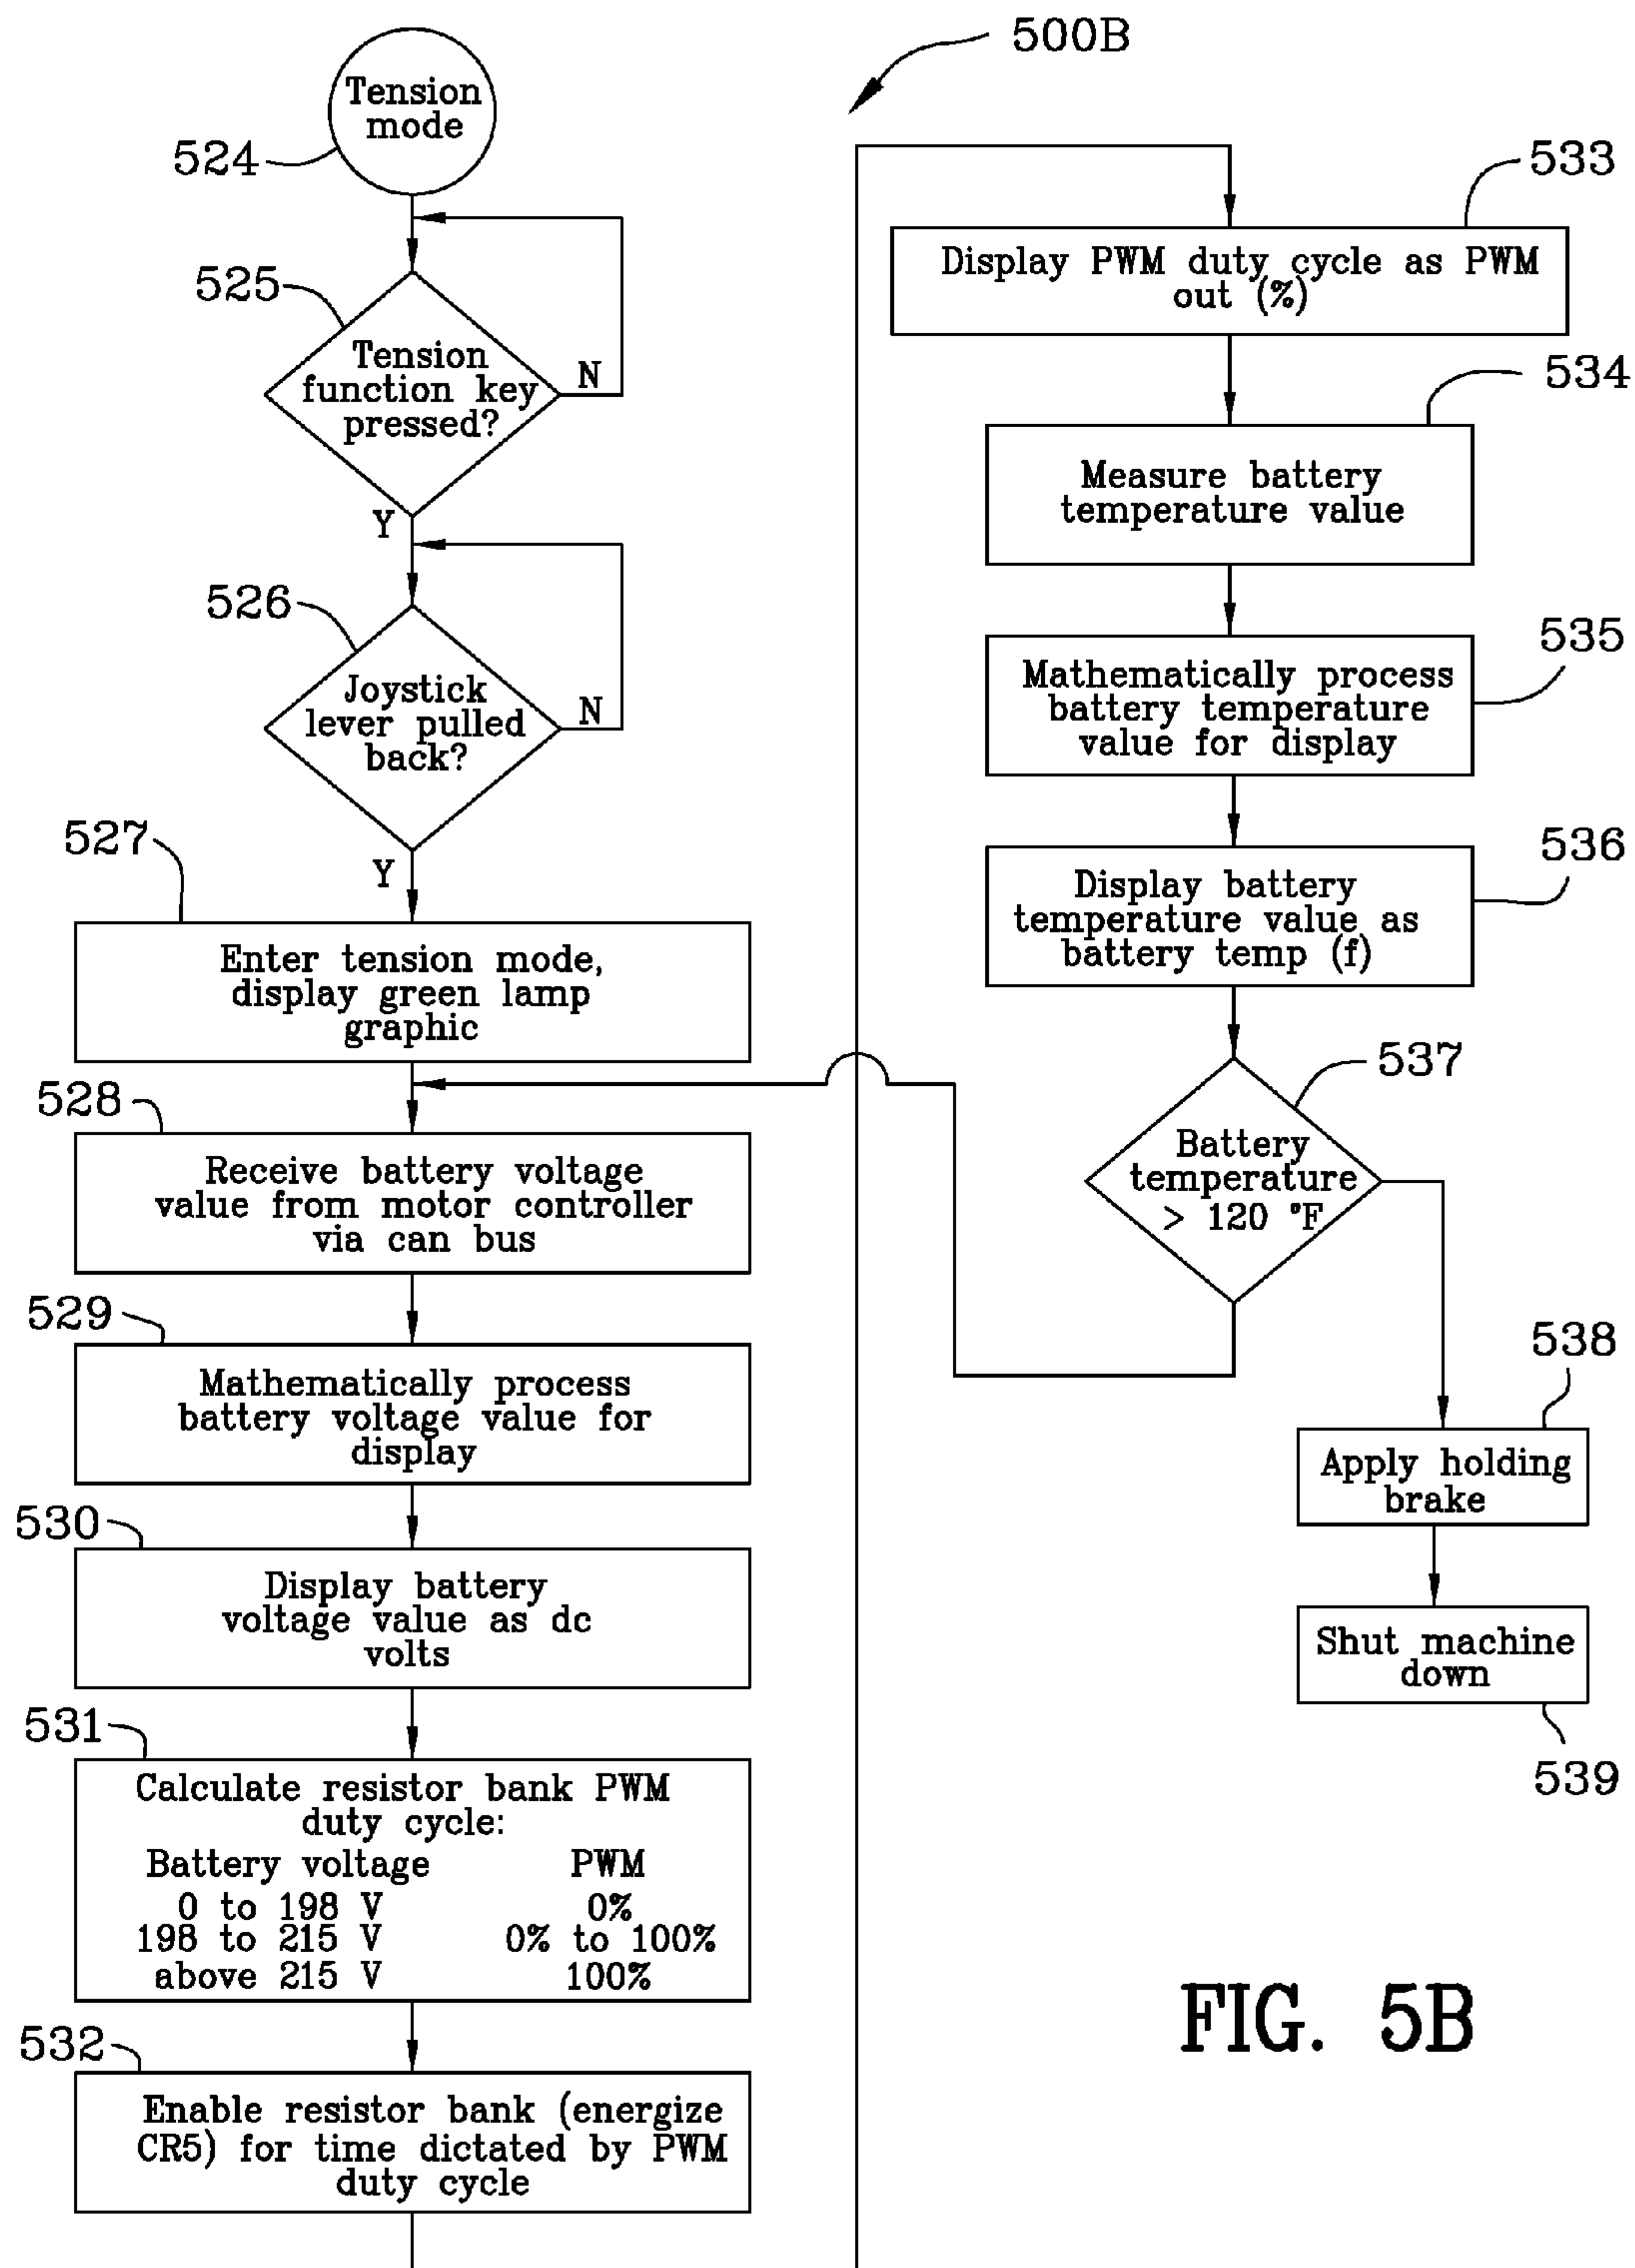 500B
Tension
mode
524
525
Tension
function key
pressed?
N
Y
526
Joystick
lever pulled
back?
N
Y
527
Enter tension mode,
display green lamp
graphic
528
Receive battery voltage
value from motor controller
via can bus
529
Mathematically process
battery voltage value for
display
530
Display battery
voltage value as dc
volts
531
Calculate resistor bank PWM
duty cycle:
Battery voltage PWM
0 to 198 V 0%
198 to 215 V 0% to 100%
above 215 V 100%
532
Enable resistor bank (energize
CR5) for time dictated by PWM
duty cycle
533
Display PWM duty cycle as PWM
out (%)
534
Measure battery
temperature value
535
Mathematically process
battery temperature
value for display
536
Display battery
temperature value as
battery temp (f)
537
Battery
temperature
> 120 °F
538
Apply holding
brake
Shut machine
down
539
FIG. 5B